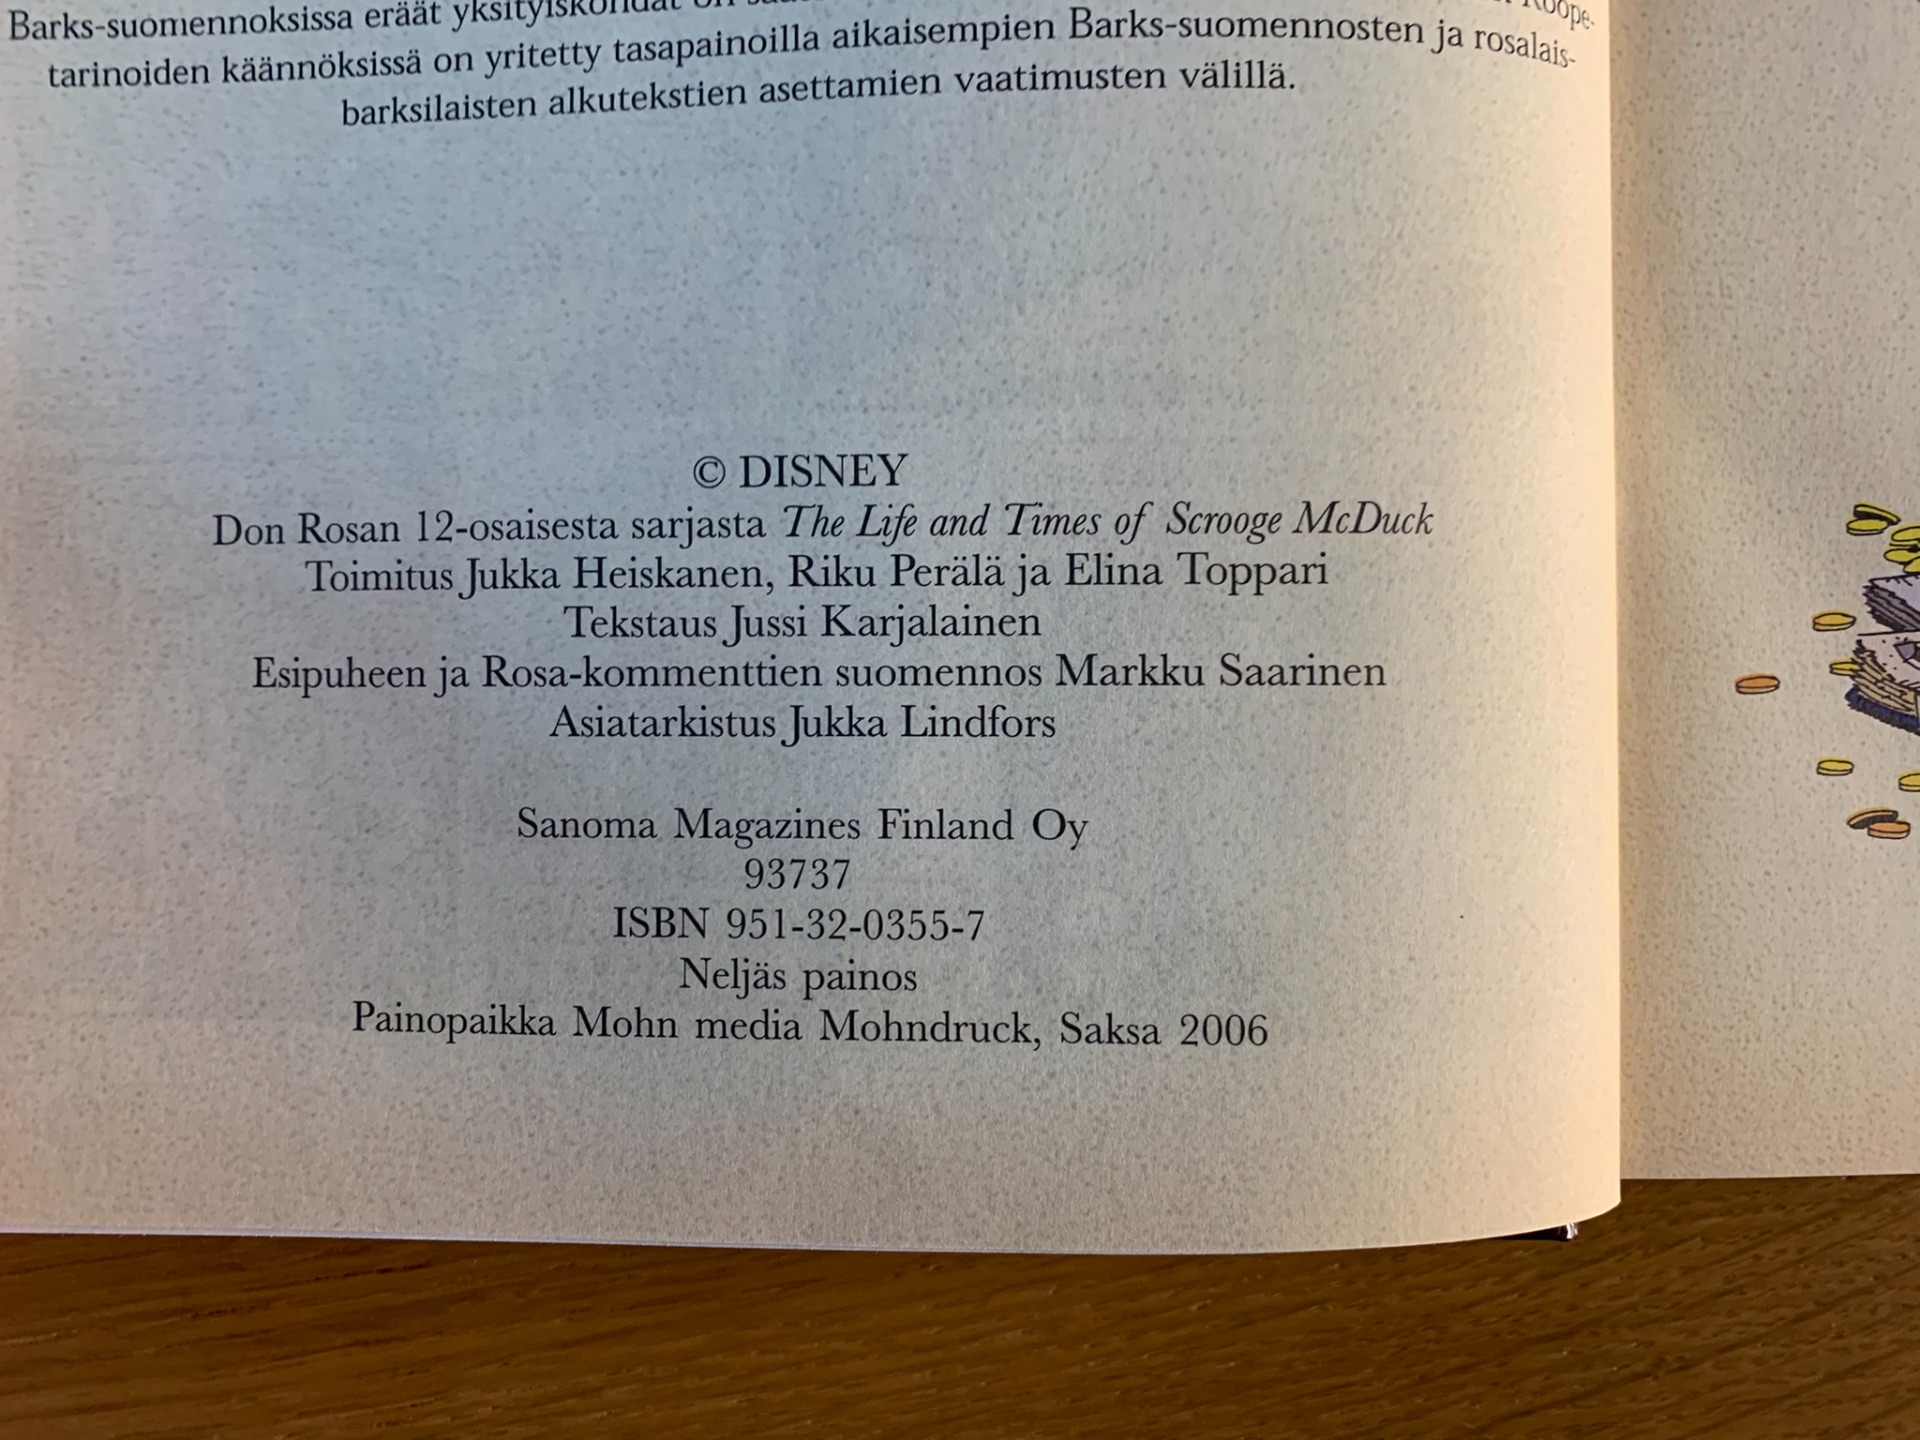 Barks-suomennoksissa eräät yksityiskohdat on
tarinoiden käännöksissä on yritetty tasapainoilla aikaisempien Barks-suomennosten ja rosalais-
barksilaisten alkutekstien asettamien vaatimusten välillä.
© DISNEY
Don Rosan 12-osaisesta sarjasta The Life and Times of Scrooge McDuck
Toimitus Jukka Heiskanen, Riku Perälä ja Elina Toppari
Tekstaus Jussi Karjalainen
Esipuheen ja Rosa-kommenttien suomennos Markku Saarinen
Asiatarkistus Jukka Lindfors
Sanoma Magazines Finland Oy
93737
ISBN 951-32-0355-7
Neljäs painos
Painopaikka Mohn media Mohndruck, Saksa 2006